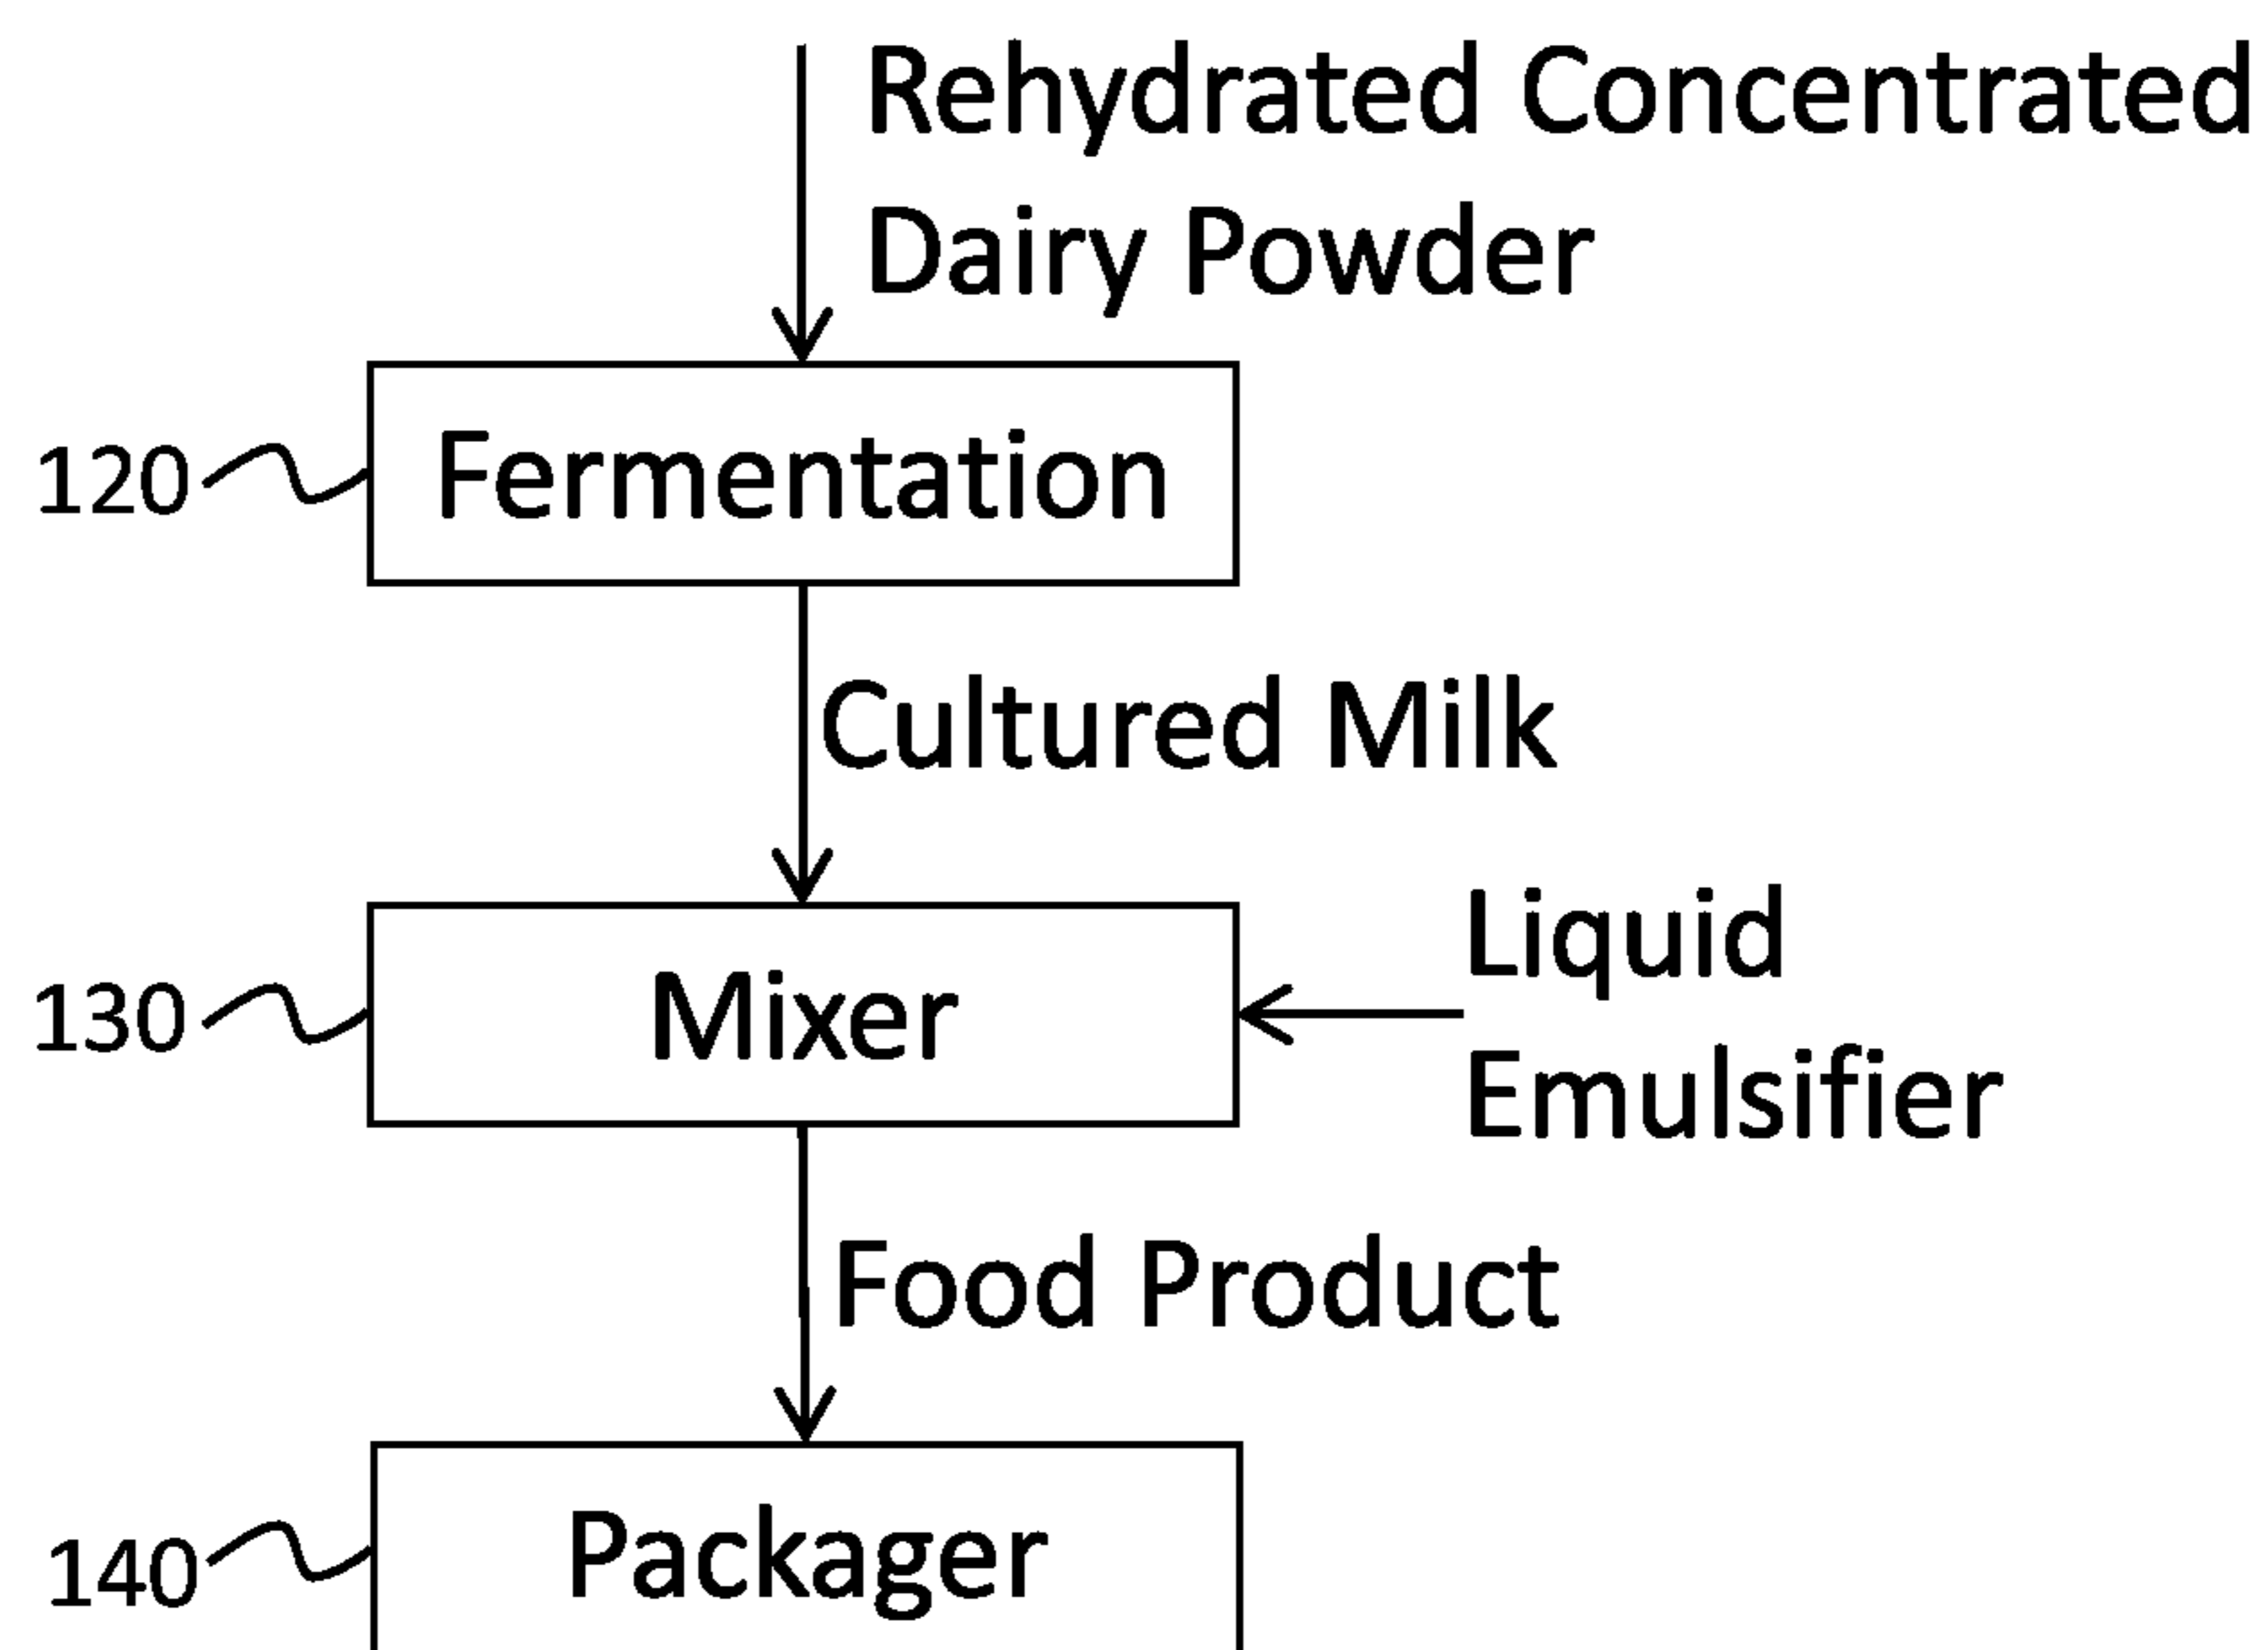 Rehydrated Concentrated
Dairy Powder
120
Fermentation
Cultured Milk
130
Mixer
Liquid
Emulsifier
Food Product
140
Packager